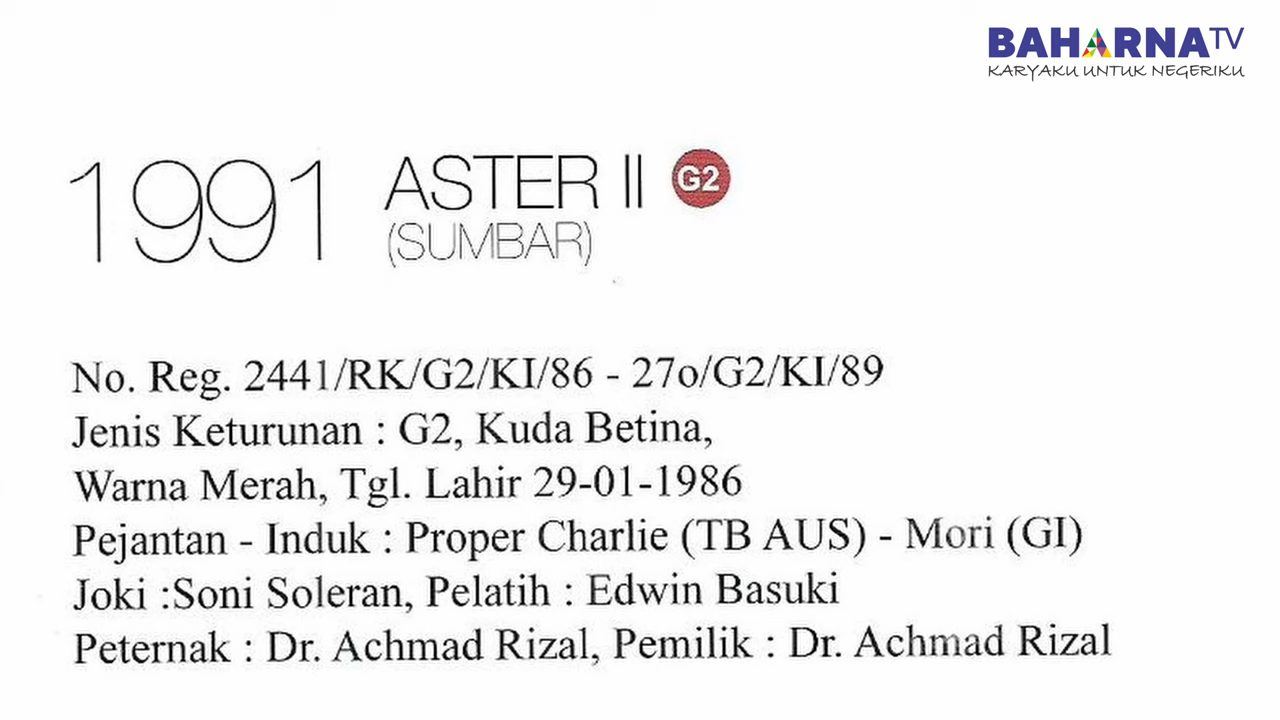 BAHARNATV
KARYAKU UNTUK NEGERIKU
1991 ASTER II G2
(SUMBAR)
No. Reg. 2441/RK/G2/KI/86 - 27o/G2/KI/89
Jenis Keturunan : G2, Kuda Betina,
Warna Merah, Tgl. Lahir 29-01-1986
Pejantan - Induk : Proper Charlie (TB AUS) - Mori (GI)
Joki :Soni Soleran, Pelatih : Edwin Basuki
Peternak : Dr. Achmad Rizal, Pemilik : Dr. Achmad Rizal